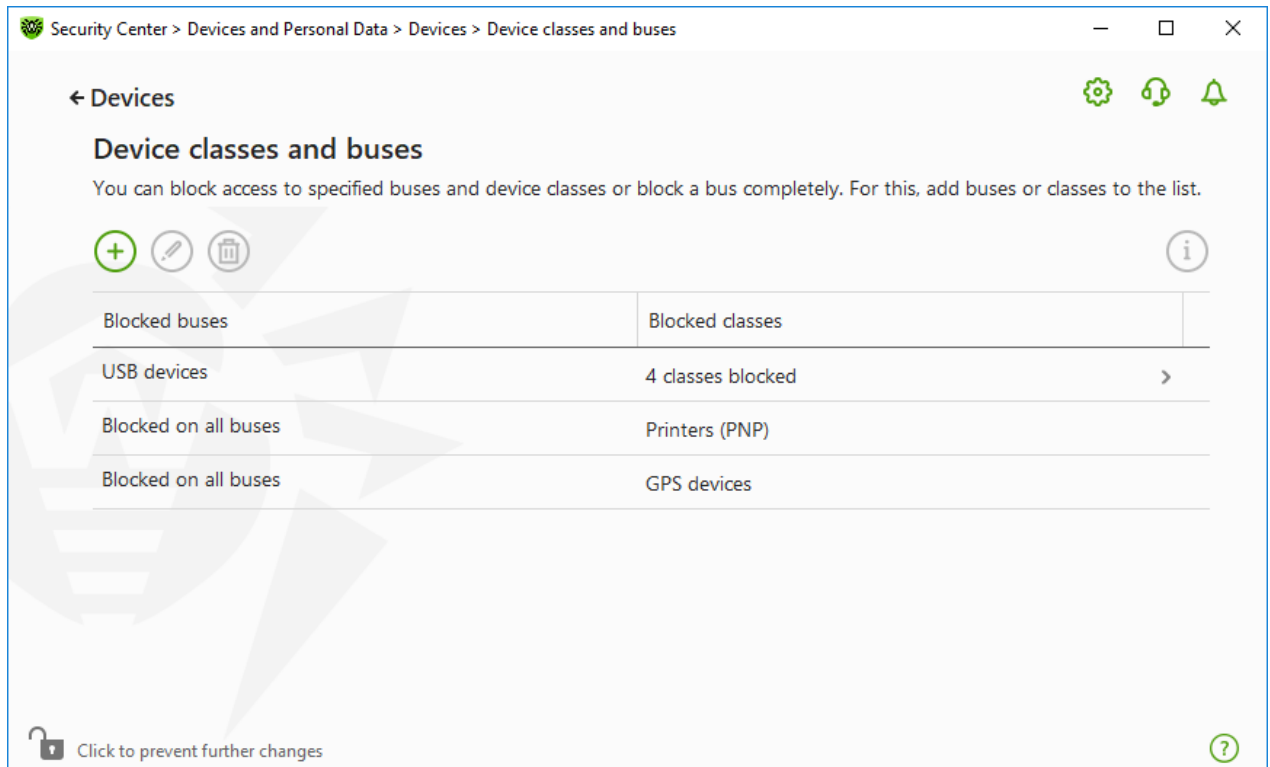 Security Center > Devices and Personal Data > Devices > Device classes and buses
Devices
Device classes and buses
You can block access to specified buses and device classes or block a bus completely. For this, add buses or classes to the list.
Blocked buses
Blocked classes
USB devices
4 classes blocked
Blocked on all buses
Printers (PNP)
Blocked on all buses
GPS devices
Click to prevent further changes